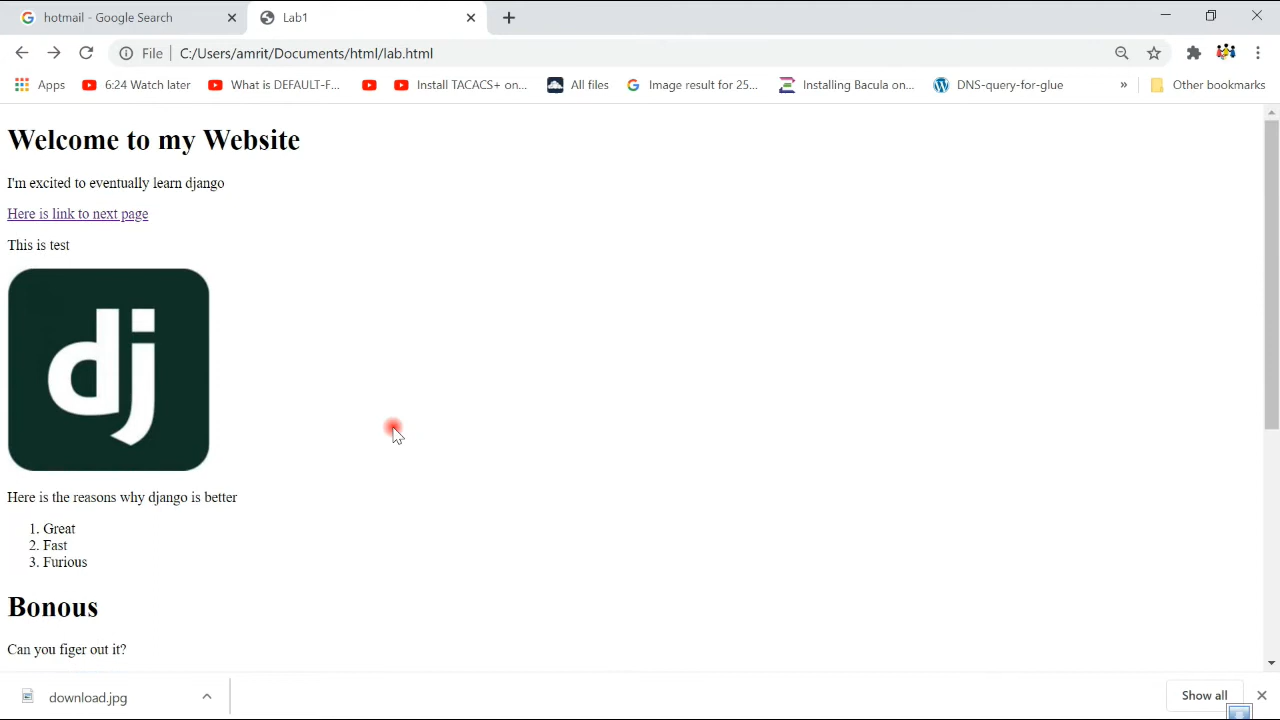 hotmail - Google Search
Lab1
File
C:/Users/amrit/Documents/html/lab.html
Apps
6:24 Watch later
What is DEFAULT-F...
Install TACACS+ on...
All files
Image result for 25...
Installing Bacula on...
DNS-query-for-glue
»
Other bookmarks
Welcome to my Website
I'm excited to eventually learn django
Here is link to next page
This is test
dj
Here is the reasons why django is better
1. Great
2. Fast
3. Furious
Bonous
Can you figer out it?
download.jpg
Show all